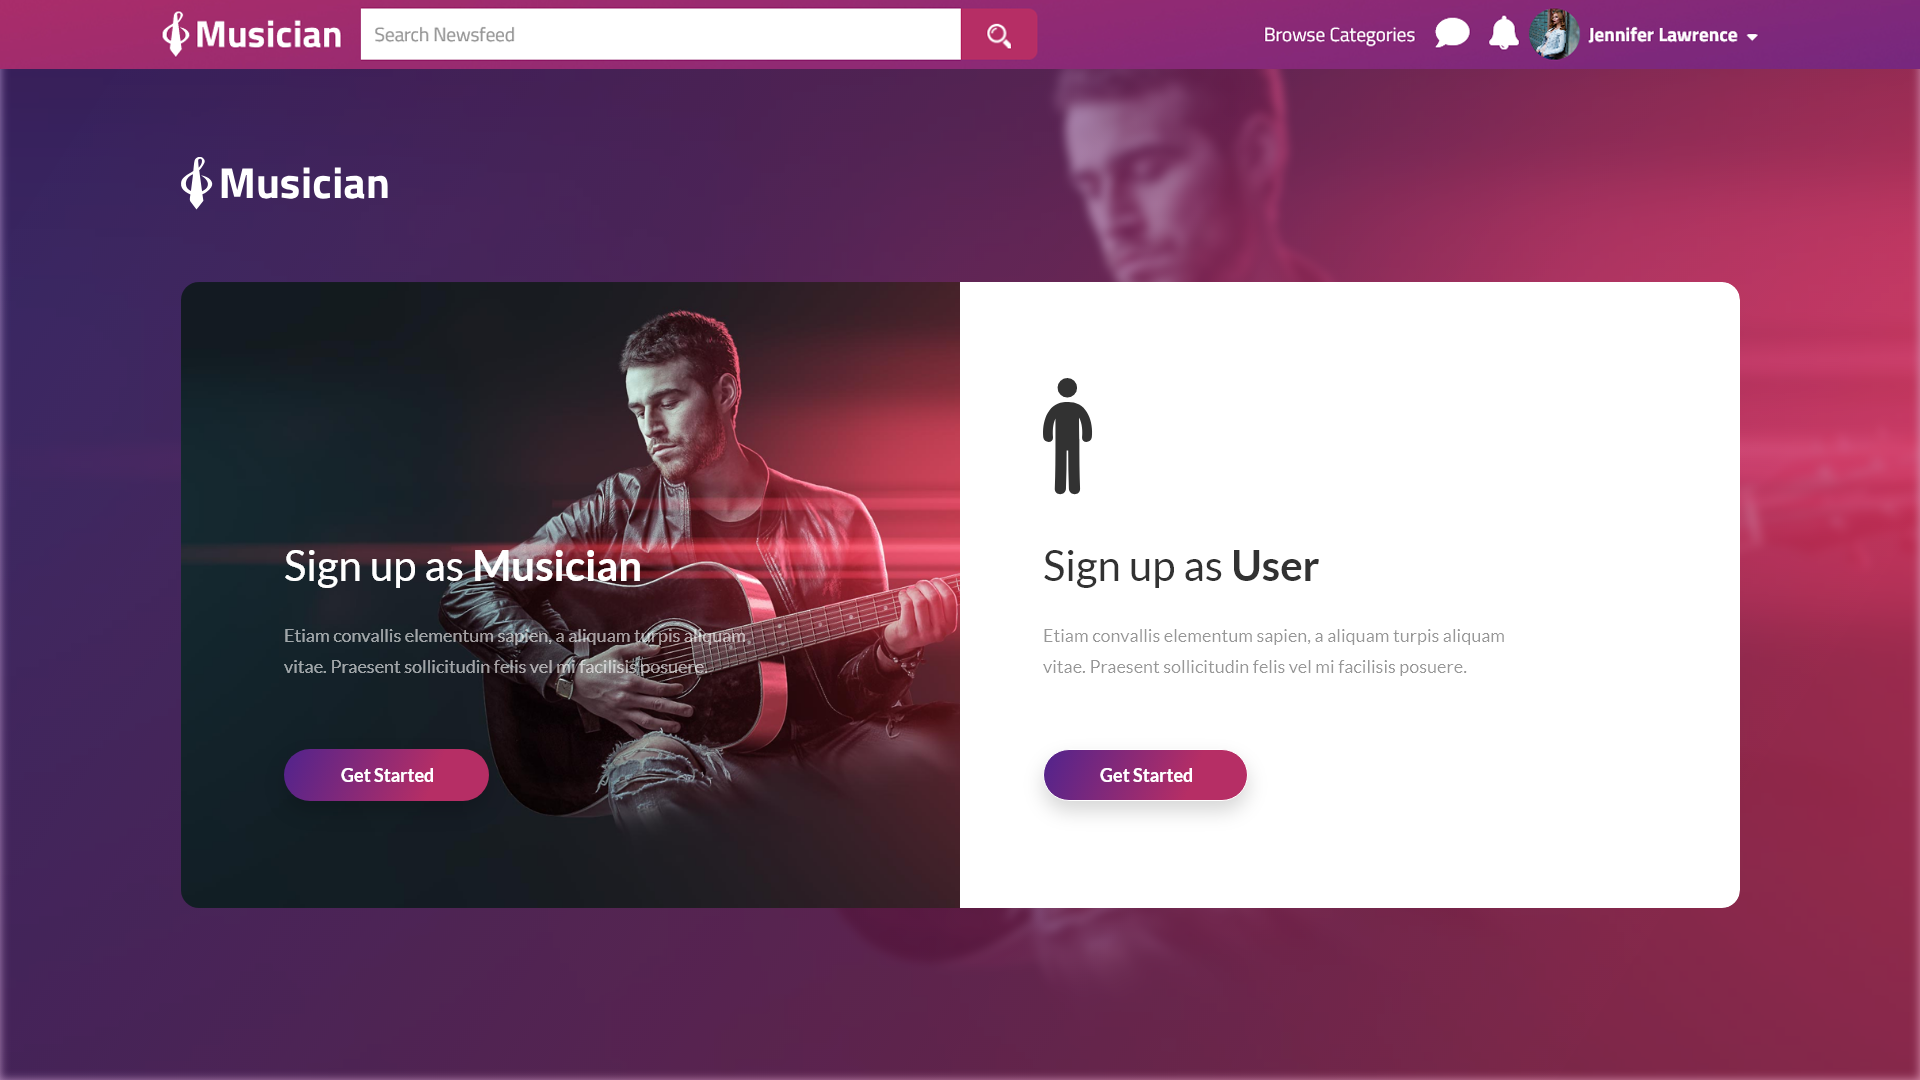 Musician
Search Newsfeed
Browse Categories
Jennifer Lawrence
Musician
Sign up as Musician
Etiam convallis elementum sapien, a aliquam turpis aliquam
vitae. Praesent sollicitudin felis vel mi facilisis posuere.
Get Started
Sign up as User
Etiam convallis elementum sapien, a aliquam turpis aliquam
vitae. Praesent sollicitudin felis vel mi facilisis posuere.
Get Started